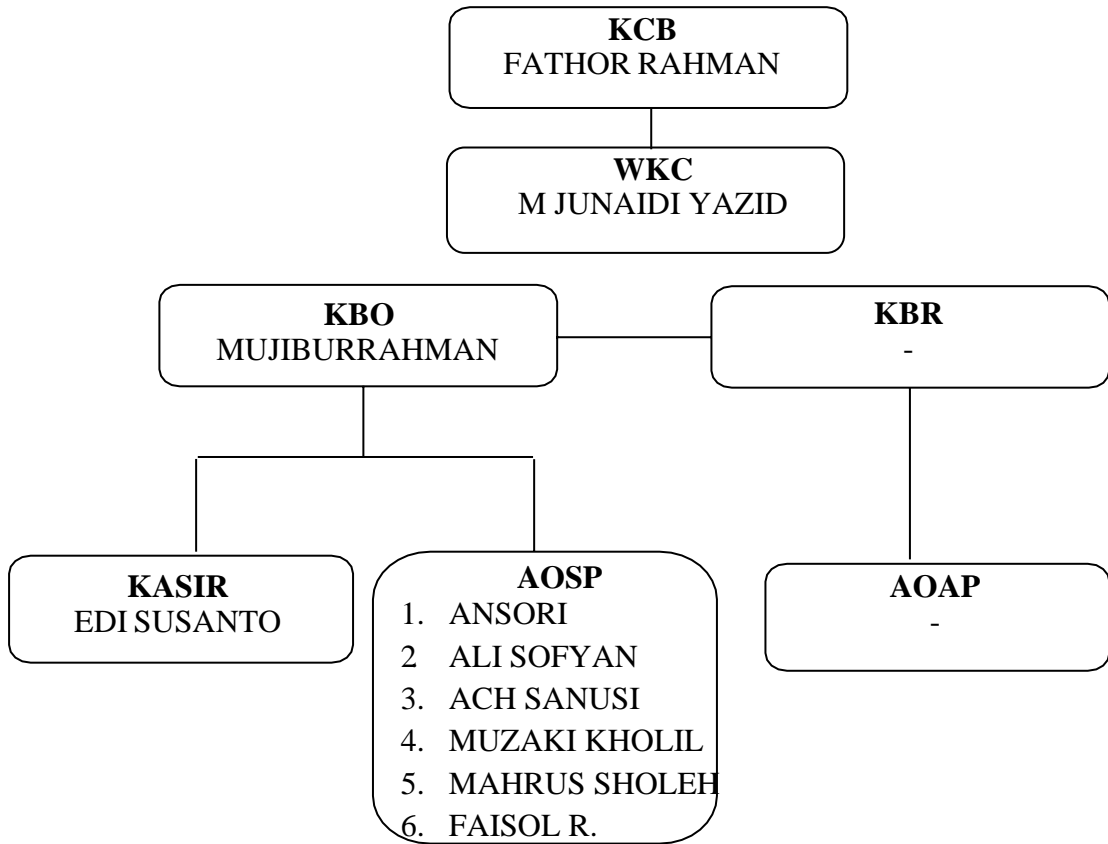 KCB
FATHOR RAHMAN
WKC
M JUNAIDI YAZID
KBO
MUJIBURRAHMAN
KBR
-
KASIR
EDI SUSANTO
AOSP
1. ANSORI
2 ALI SOFYAN
3. ACH SANUSI
4. MUZAKI KHOLIL
5. MAHRUS SHOLEH
6. FAISOL R.
AOAP
-